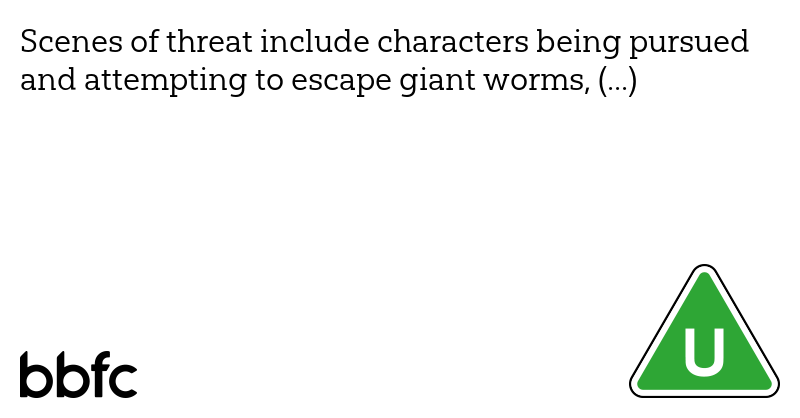 Scenes of threat include characters being pursued
and attempting to escape giant worms, (...)
U
bbfc